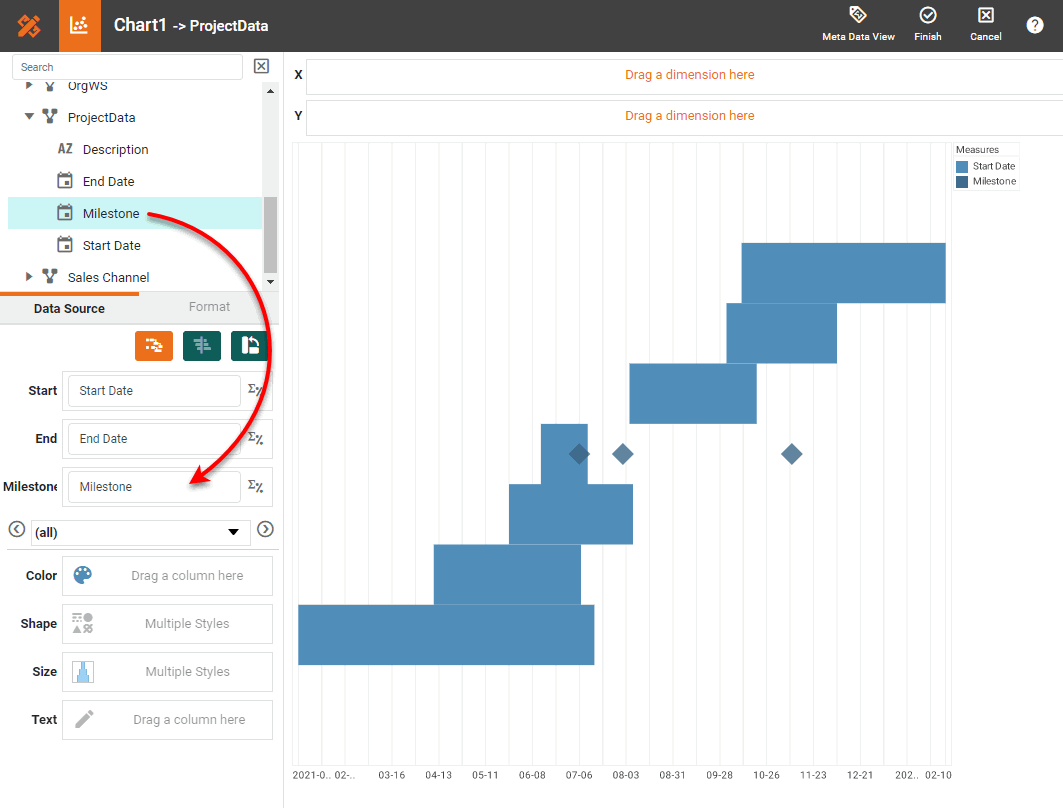 Chart1 -> ProjectData
Meta Data View
Finish
Cancel
?
Search
OrgWS
ProjectData
AZ Description
End Date
Milestone
Start Date
Sales Channel
Data Source
Format
Start
Start Date
End
End Date
Milestone
Milestone
(all)
Color
Drag a column here
Shape
Multiple Styles
Size
Multiple Styles
Text
Drag a column here
X
Drag a dimension here
Y
Drag a dimension here
Measures
Start Date
Milestone
2021-0.. 02-.. 03-16 04-13 05-11 06-08 07-06 08-03 08-31 09-28 10-26 11-23 12-21 202.. 02-10